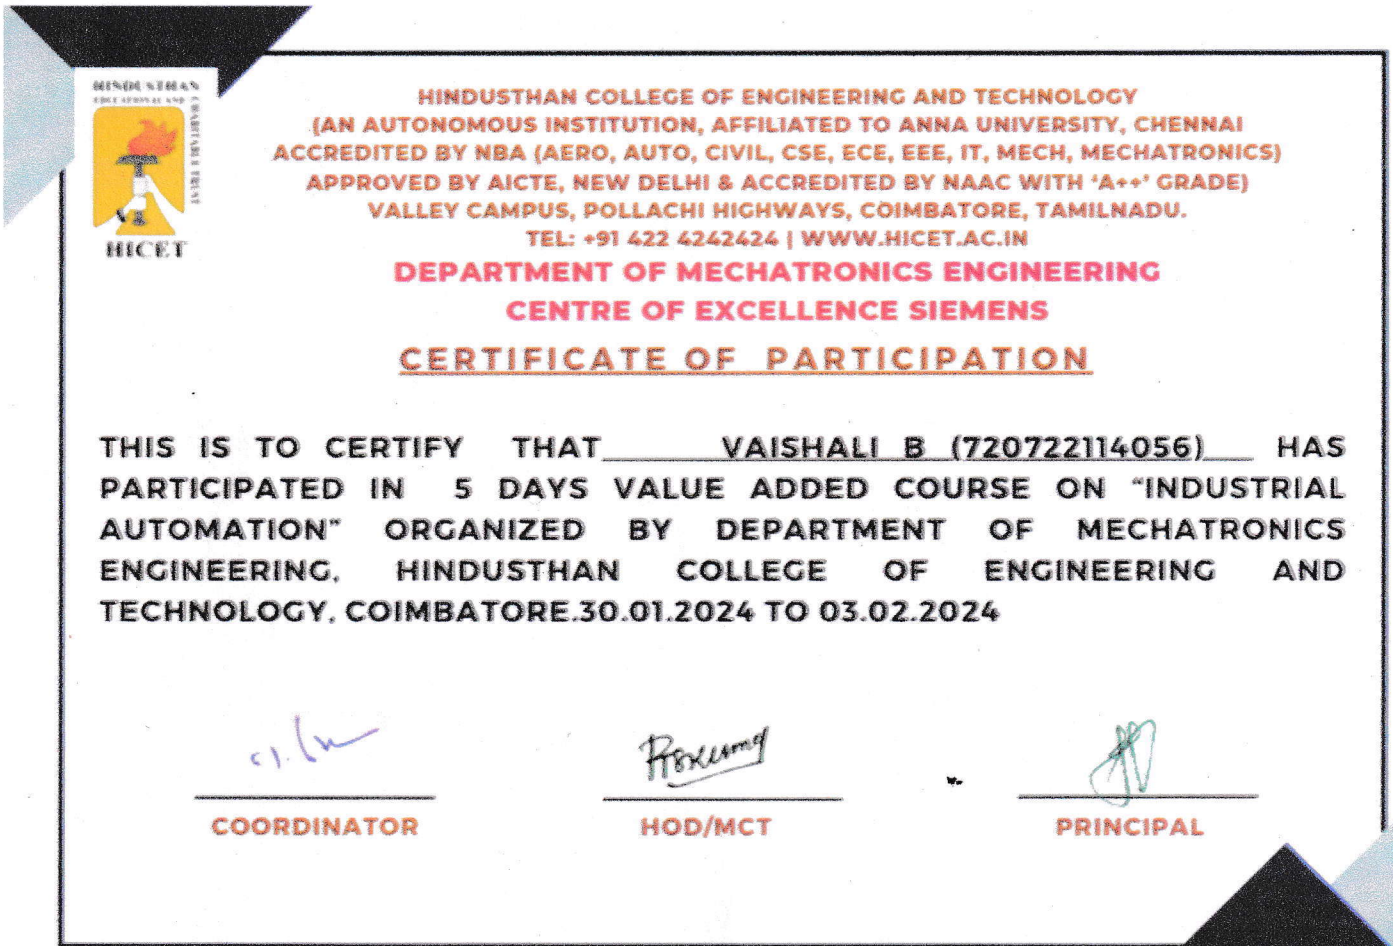 HINDUSTHAN
EDUCATIONAL AND
CHARITABLE TRUST
HICET
HINDUSTHAN COLLEGE OF ENGINEERING AND TECHNOLOGY
(AN AUTONOMOUS INSTITUTION, AFFILIATED TO ANNA UNIVERSITY, CHENNAI
ACCREDITED BY NBA (AERO, AUTO, CIVIL, CSE, ECE, EEE, IT, MECH, MECHATRONICS)
APPROVED BY AICTE, NEW DELHI & ACCREDITED BY NAAC WITH ‘A++’ GRADE)
VALLEY CAMPUS, POLLACHI HIGHWAYS, COIMBATORE, TAMILNADU.
TEL: +91 422 4242424 | WWW.HICET.AC.IN
DEPARTMENT OF MECHATRONICS ENGINEERING
CENTRE OF EXCELLENCE SIEMENS
CERTIFICATE OF PARTICIPATION
THIS IS TO CERTIFY THAT VAISHALI B (720722114056) HAS
PARTICIPATED IN 5 DAYS VALUE ADDED COURSE ON “INDUSTRIAL
AUTOMATION” ORGANIZED BY DEPARTMENT OF MECHATRONICS
ENGINEERING, HINDUSTHAN COLLEGE OF ENGINEERING AND
TECHNOLOGY, COIMBATORE.30.01.2024 TO 03.02.2024
COORDINATOR
HOD/MCT
PRINCIPAL